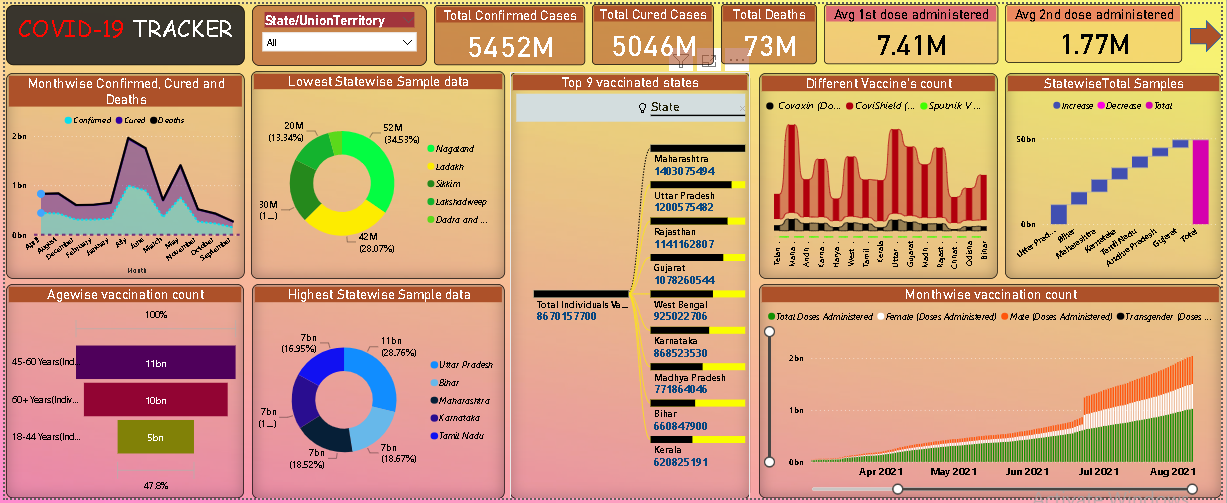 COVID-19 TRACKER
State/UnionTerritory
All
Total Confirmed Cases
5452M
Total Cured Cases
5046M
Total Deaths
73M
Avg 1st dose administered
7.41M
Avg 2nd dose administered
1.77M
Monthwise Confirmed, Cured and
Deaths
Confirmed Cured Deaths
2bn
1bn
0bn
April August December February January July June March May November October September
Month
Lowest Statewise Sample data
20M
(13.34%)
52M
(34.53%)
30M
(1...)
42M
(28.07%)
Nagaland
Ladakh
Sikkim
Lakshadweep
Dadra and ...
Top 9 vaccinated states
State
Total Individuals Va...
8670157700
Maharashtra
1403075494
Uttar Pradesh
1200575482
Rajasthan
1141162807
Gujarat
1078260544
West Bengal
925022706
Karnataka
868523530
Madhya Pradesh
771864046
Bihar
660847900
Kerala
620825191
Different Vaccine's count
Covaxin (Do... CoviShield (... Sputnik V ...
Telan.. Maha.. Andh.. Karna.. Harya.. West .. Tamil .. Kerala Uttar .. Gujarat Madh.. Rajast.. Chhat.. Odisha Bihar
StatewiseTotal Samples
Increase Decrease Total
50bn
0bn
Uttar Prad... Bihar Maharashtra Karnataka Tamil Nadu Andhra Pradesh Gujarat Total
Agewise vaccination count
100%
45-60 Years(Ind...
11bn
60+ Years(Indiv...
10bn
18-44 Years(Ind...
5bn
47.8%
Highest Statewise Sample data
7bn
(16.95%)
11bn
(28.76%)
7bn
(1...)
7bn
(18.52%)
7bn
(18.67%)
Uttar Pradesh
Bihar
Maharashtra
Karnataka
Tamil Nadu
Monthwise vaccination count
Total Doses Administered Female (Doses Administered) Male (Doses Administered) Transgender (Doses ...
2bn
1bn
0bn
Apr 2021 May 2021 Jun 2021 Jul 2021 Aug 2021